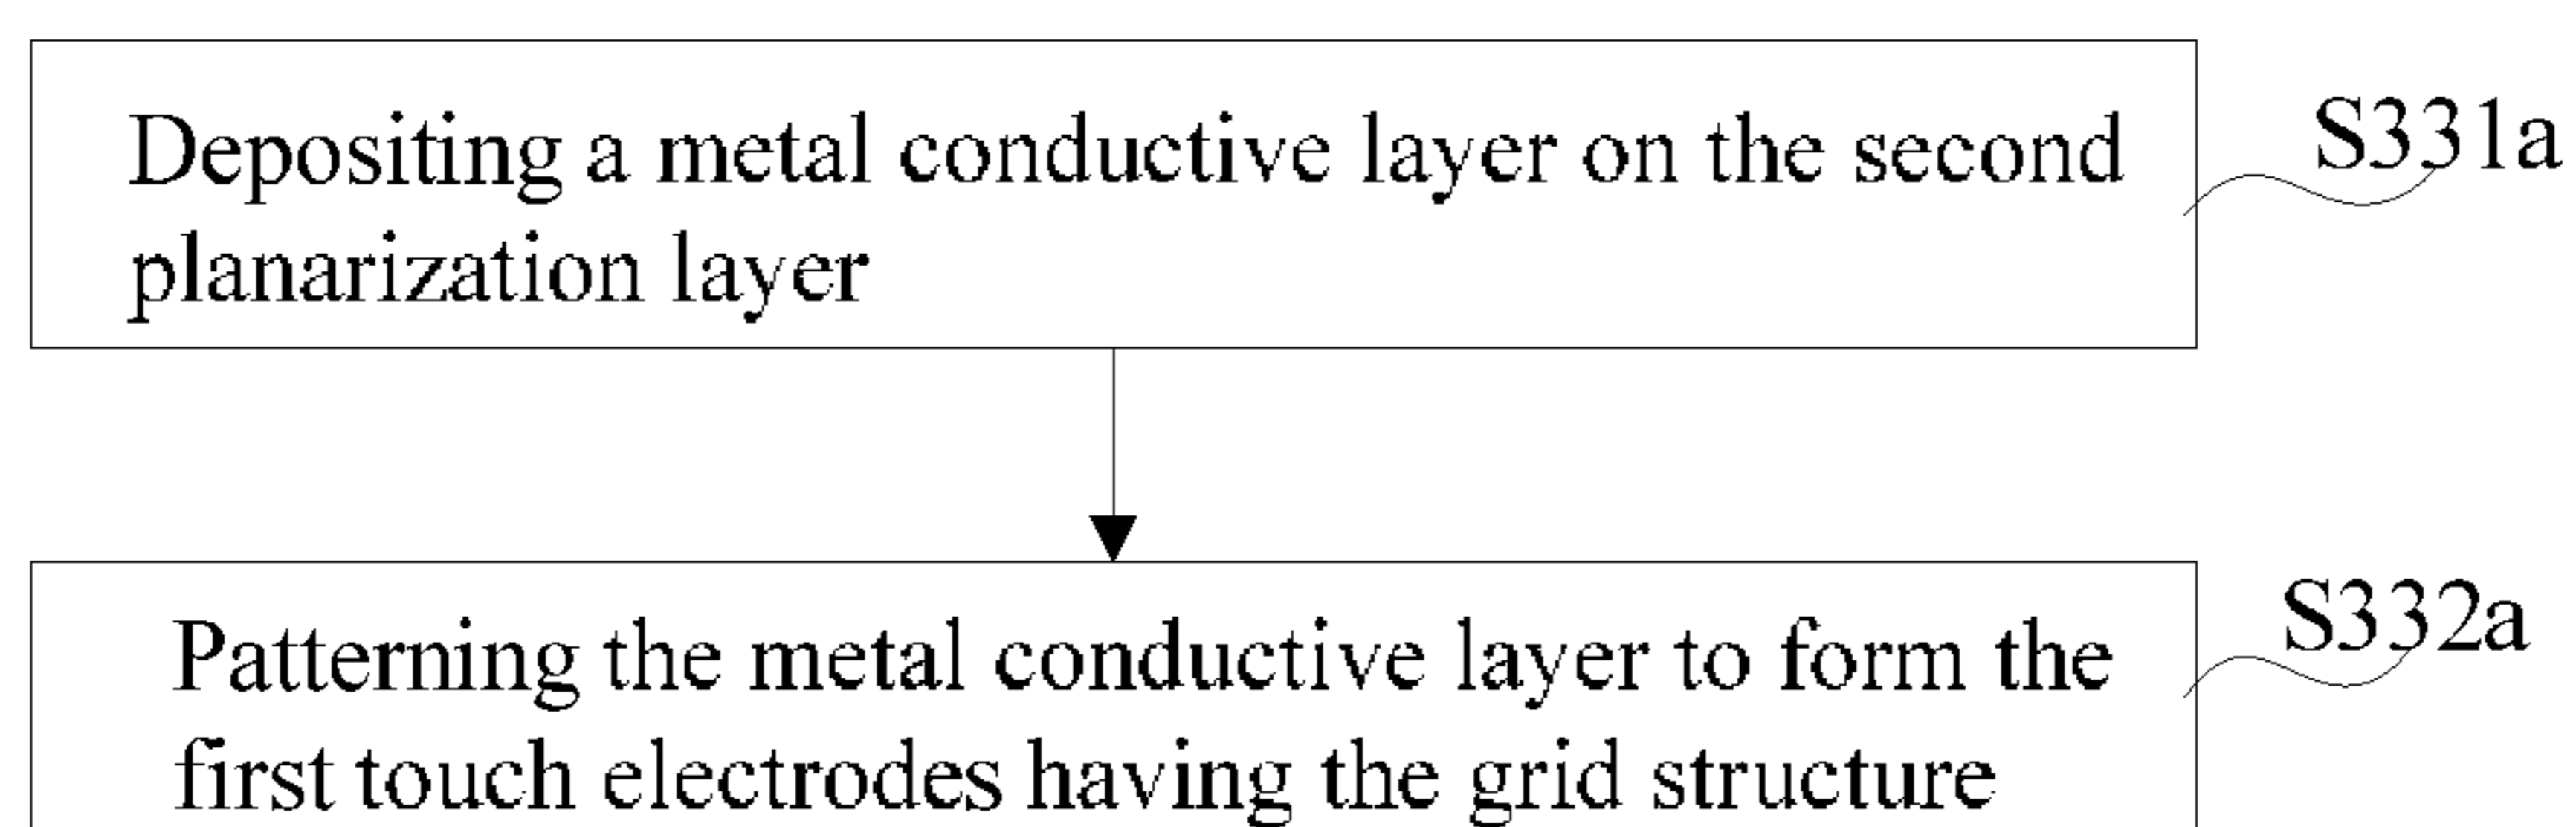 Depositing a metal conductive layer on the second
planarization layer
S331a
Patterning the metal conductive layer to form the
first touch electrodes having the grid structure
S332a